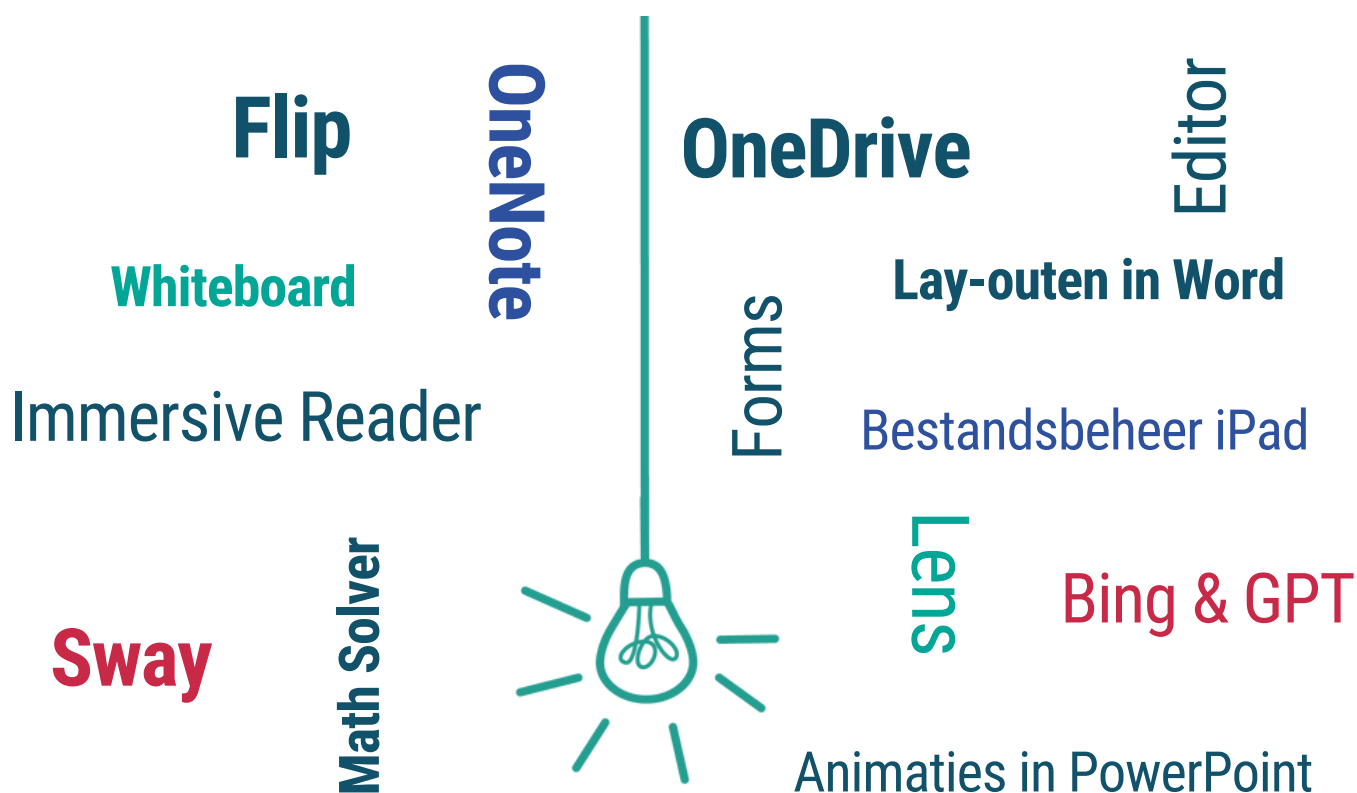 Flip
OneNote
OneDrive
Editor
Whiteboard
Lay-outen in Word
Forms
Immersive Reader
Bestandsbeheer iPad
Lens
Bing & GPT
Sway
Math Solver
Animaties in PowerPoint